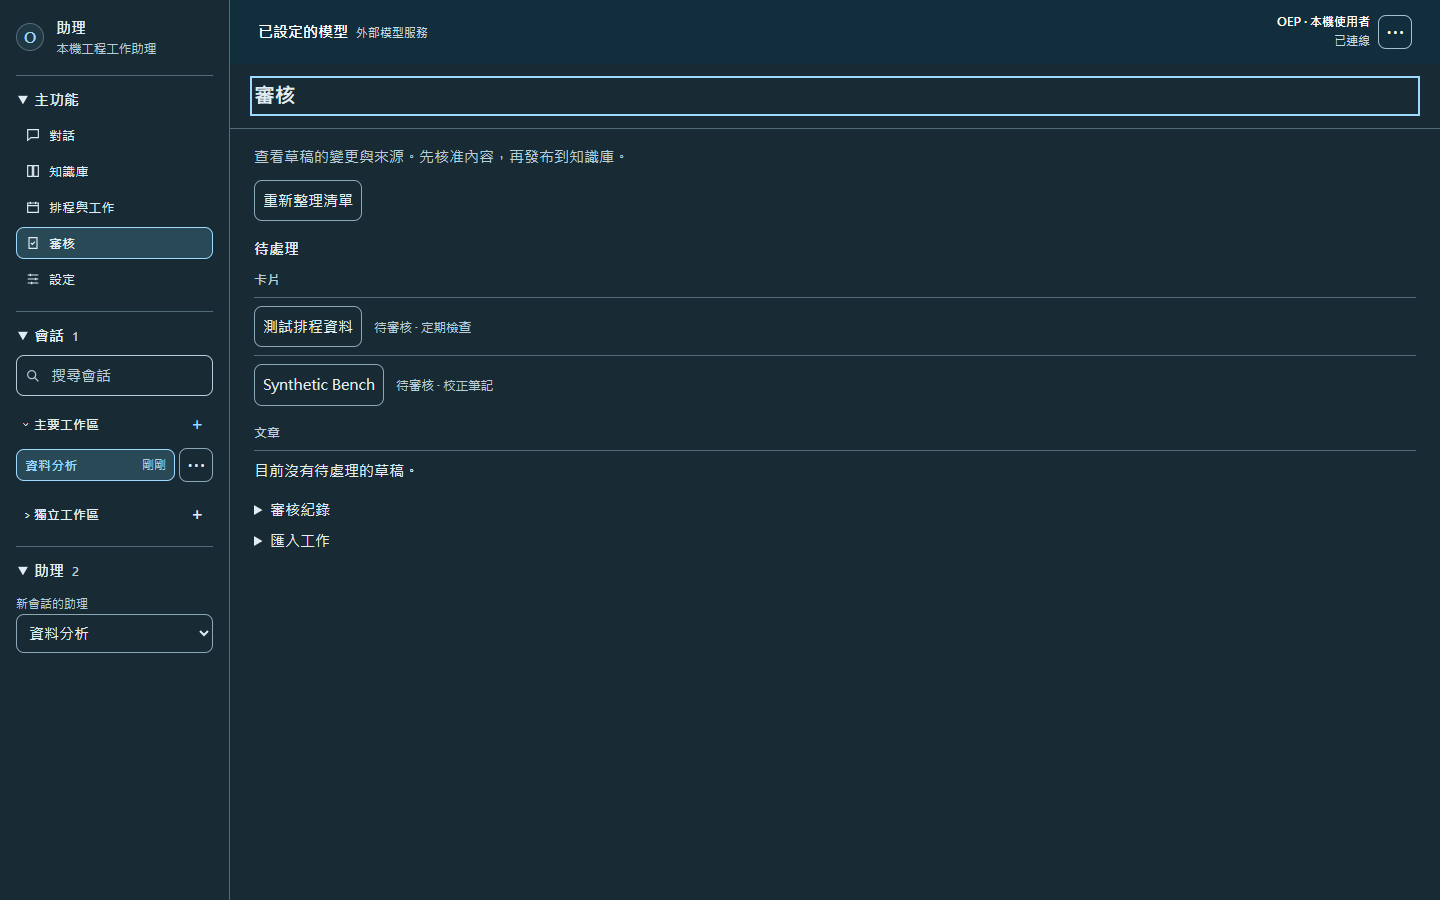 O
助理
本機工程工作助理
▼ 主功能
對話
知識庫
排程與工作
審核
設定
▼ 會話 1
搜尋會話
主要工作區 +
資料分析 剛剛 ···
獨立工作區 +
▼ 助理 2
新會話的助理
資料分析
已設定的模型 外部模型服務
OEP · 本機使用者
已連線
···
審核
查看草稿的變更與來源。先核准內容，再發布到知識庫。
重新整理清單
待處理
卡片
測試排程資料 待審核 · 定期檢查
Synthetic Bench 待審核 · 校正筆記
文章
目前沒有待處理的草稿。
▶ 審核紀錄
▶ 匯入工作